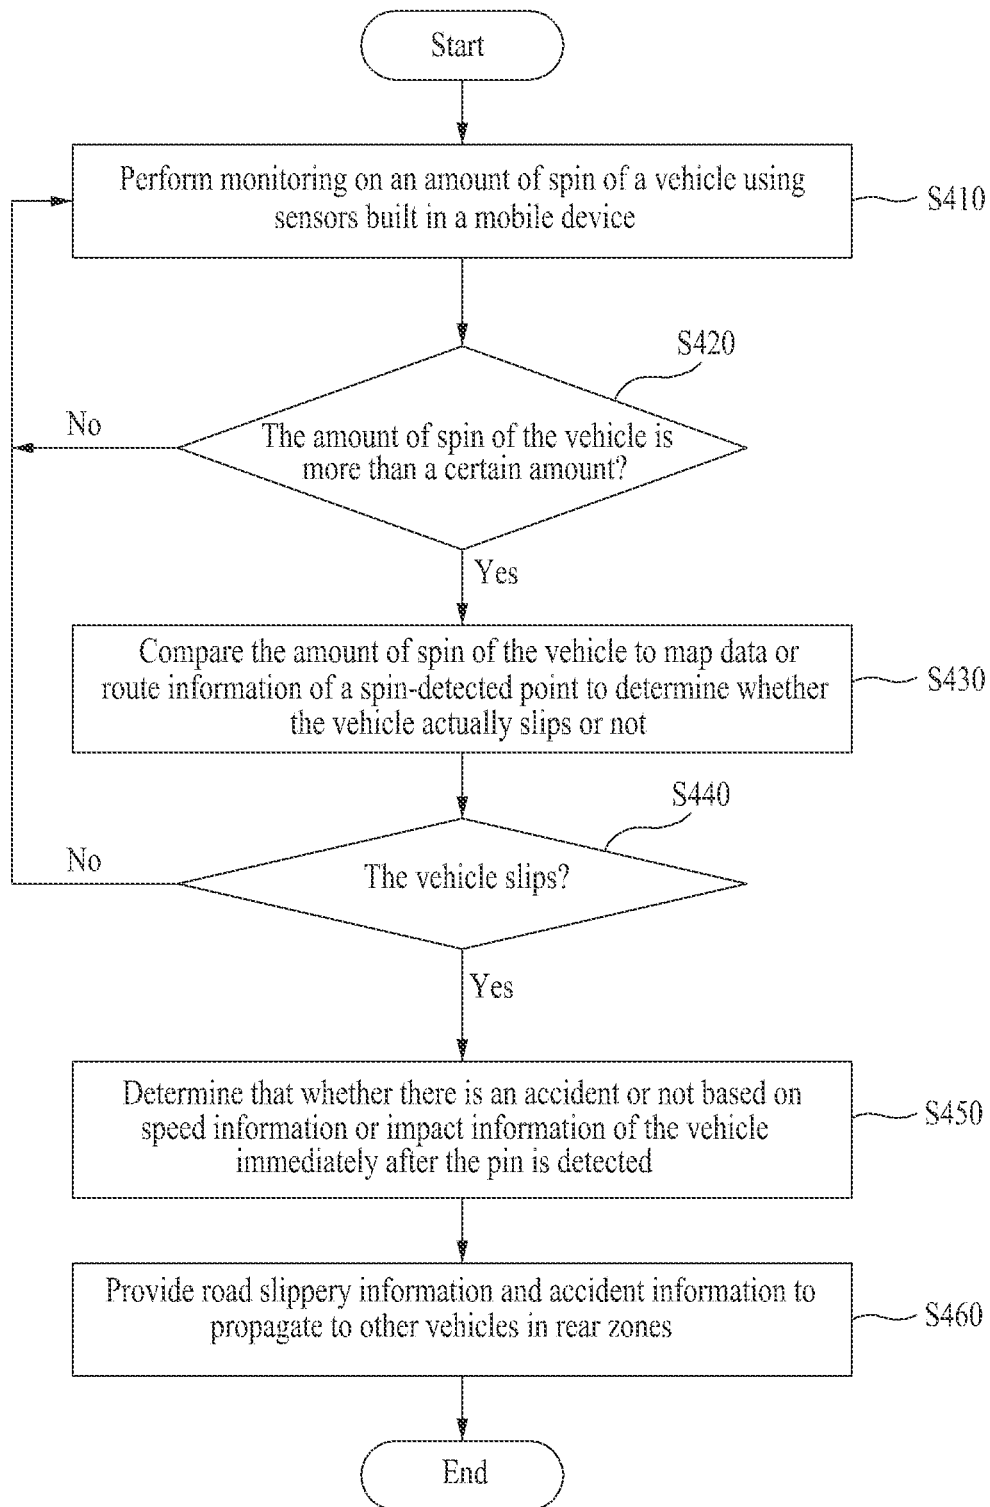 Start
Perform monitoring on an amount of spin of a vehicle using
sensors built in a mobile device
S410
S420
No
The amount of spin of the vehicle is
more than a certain amount?
Yes
Compare the amount of spin of the vehicle to map data or
route information of a spin-detected point to determine whether
the vehicle actually slips or not
S430
S440
No
The vehicle slips?
Yes
Determine that whether there is an accident or not based on
speed information or impact information of the vehicle
immediately after the pin is detected
S450
Provide road slippery information and accident information to
propagate to other vehicles in rear zones
S460
End